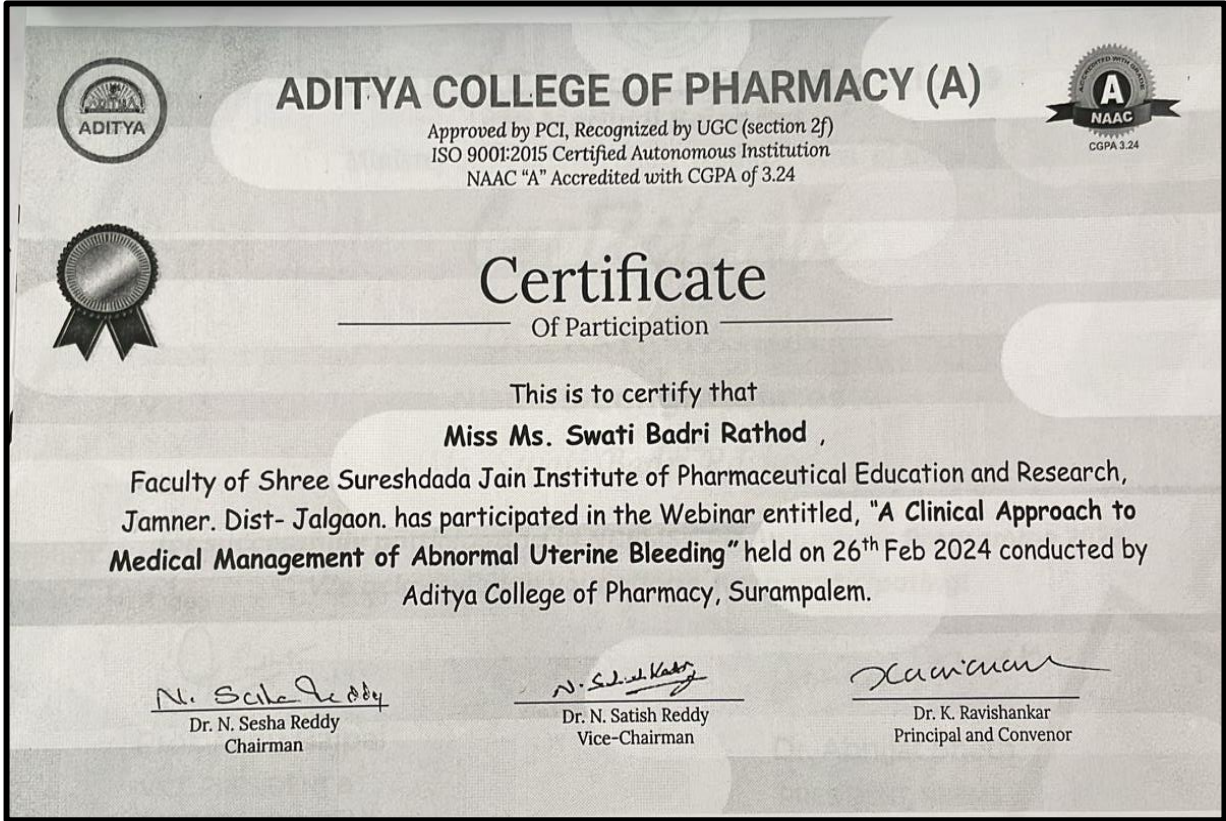 ADITYA
ADITYA
ADITYA COLLEGE OF PHARMACY (A)
Approved by PCI, Recognized by UGC (section 2f)
ISO 9001:2015 Certified Autonomous Institution
NAAC “A” Accredited with CGPA of 3.24
ACCREDITED WITH GRADE
A
NAAC
CGPA 3.24
Certificate
Of Participation
This is to certify that
Miss Ms. Swati Badri Rathod ,
Faculty of Shree Sureshdada Jain Institute of Pharmaceutical Education and Research,
Jamner. Dist- Jalgaon. has participated in the Webinar entitled, "A Clinical Approach to
Medical Management of Abnormal Uterine Bleeding" held on 26th Feb 2024 conducted by
Aditya College of Pharmacy, Surampalem.
Dr. N. Sesha Reddy
Chairman
Dr. N. Satish Reddy
Vice-Chairman
Dr. K. Ravishankar
Principal and Convenor